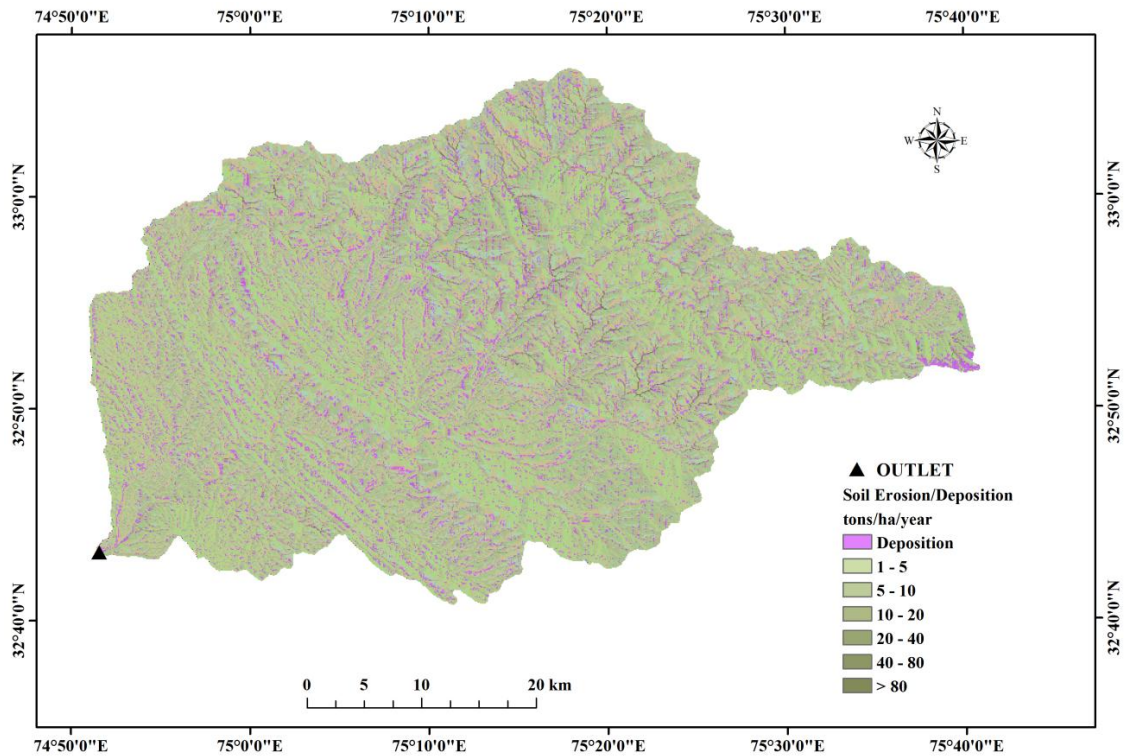 74°50'0"E 75°0'0"E 75°10'0"E 75°20'0"E 75°30'0"E 75°40'0"E
N
W E
S
33°0'0"N 33°0'0"N
32°50'0"N 32°50'0"N
32°40'0"N 32°40'0"N
OUTLET
Soil Erosion/Deposition
tons/ha/year
Deposition
1 - 5
5 - 10
10 - 20
20 - 40
40 - 80
> 80
0 5 10 20 km
74°50'0"E 75°0'0"E 75°10'0"E 75°20'0"E 75°30'0"E 75°40'0"E